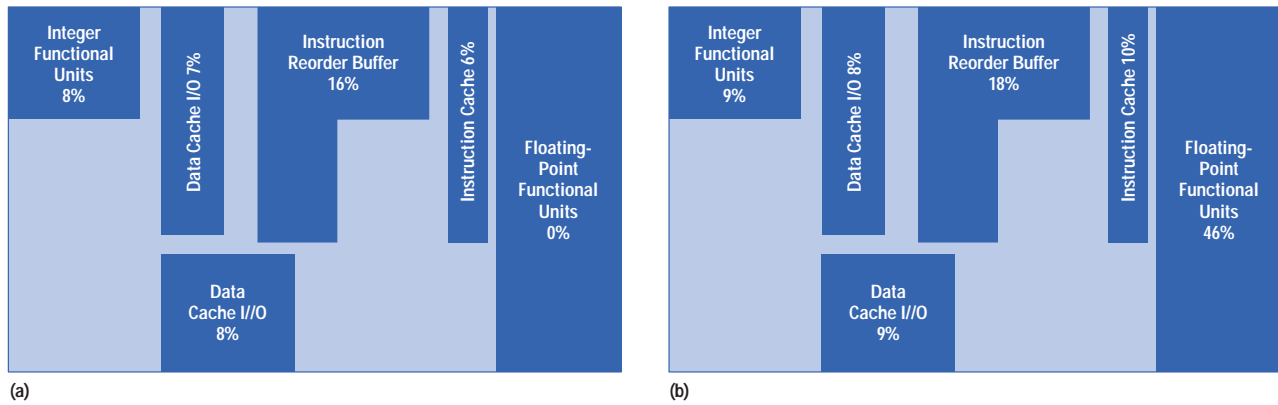 Integer
Functional
Units
8%
Data Cache I/O 7%
Instruction
Reorder Buffer
16%
Instruction Cache 6%
Floating-
Point
Functional
Units
0%
Data
Cache I//O
8%
(a)
Integer
Functional
Units
9%
Data Cache I/O 8%
Instruction
Reorder Buffer
18%
Instruction Cache 10%
Floating-
Point
Functional
Units
46%
Data
Cache I//O
9%
(b)